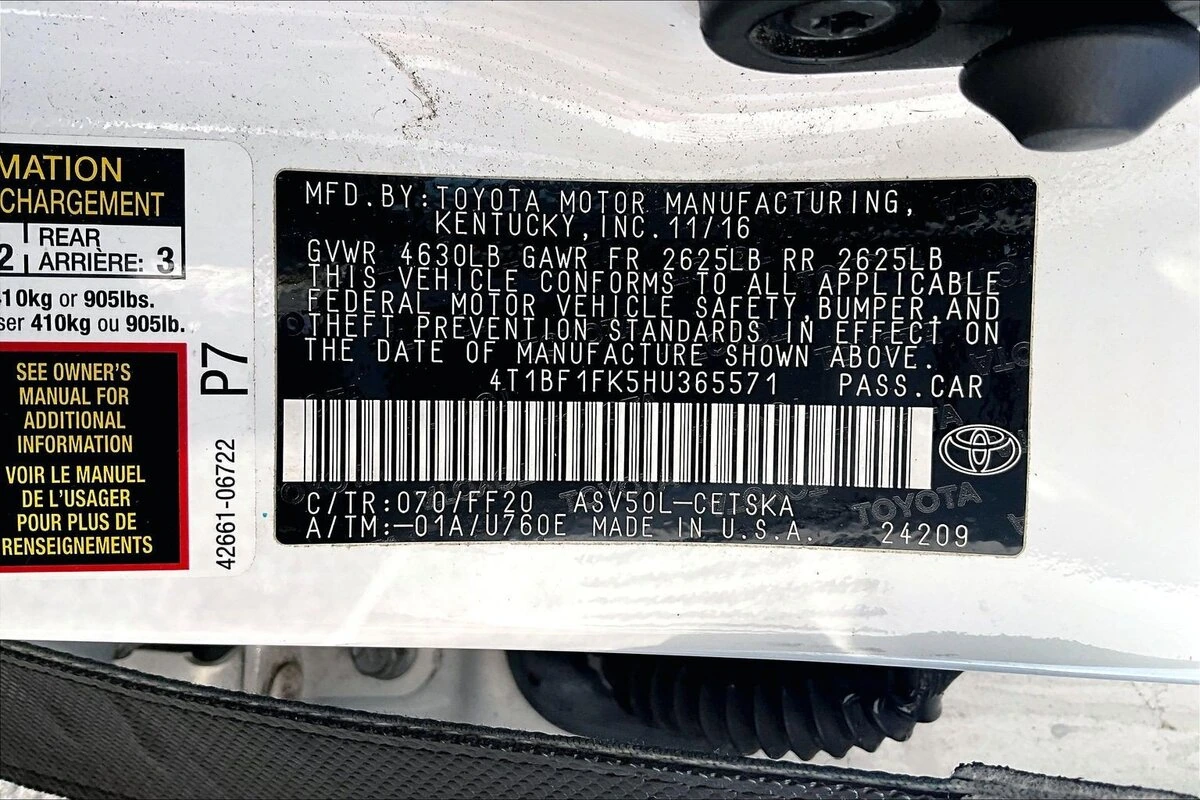 MATION
CHARGEMENT
2 REAR
ARRIÈRE: 3
10kg or 905lbs.
ser 410kg ou 905lb.
SEE OWNER'S
MANUAL FOR
ADDITIONAL
INFORMATION
VOIR LE MANUEL
DE L'USAGER
POUR PLUS DE
RENSEIGNEMENTS
P7
42661-06722
MFD.BY:TOYOTA MOTOR MANUFACTURING,
KENTUCKY,INC.11/16
GVWR 4630LB GAWR FR 2625LB RR 2625LB
THIS VEHICLE CONFORMS TO ALL APPLICABLE
FEDERAL MOTOR VEHICLE SAFETY,BUMPER,AND
THEFT PREVENTION STANDARDS IN EFFECT ON
THE DATE OF MANUFACTURE SHOWN ABOVE.
4T1BF1FK5HU365571 PASS.CAR
C/TR:070/FF20 ASV50L-CETSKA
A/TM:-01A/U760E MADE IN U.S.A. 24209
TOYOTA